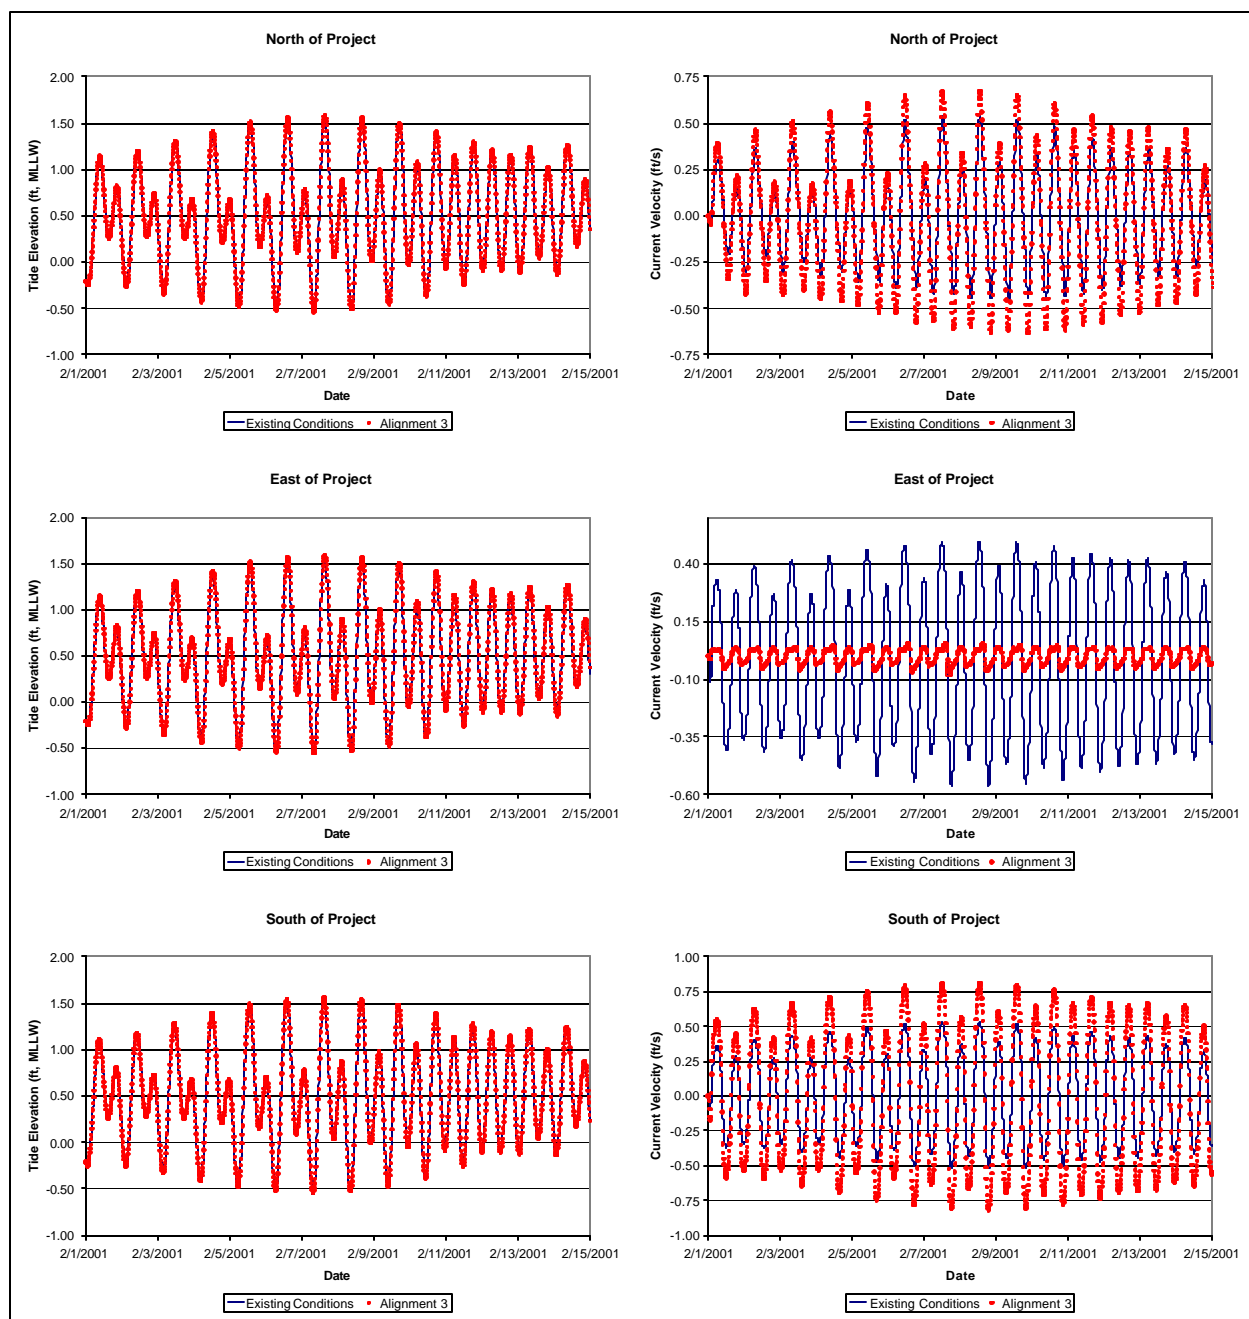 North of Project
Tide Elevation (ft, MLLW)
2.00
1.50
1.00
0.50
0.00
-0.50
-1.00
2/1/2001 2/3/2001 2/5/2001 2/7/2001 2/9/2001 2/11/2001 2/13/2001 2/15/2001
Date
Existing Conditions Alignment 3
North of Project
Current Velocity (ft/s)
0.75
0.50
0.25
0.00
-0.25
-0.50
-0.75
2/1/2001 2/3/2001 2/5/2001 2/7/2001 2/9/2001 2/11/2001 2/13/2001 2/15/2001
Date
Existing Conditions Alignment 3
East of Project
Tide Elevation (ft, MLLW)
2.00
1.50
1.00
0.50
0.00
-0.50
-1.00
2/1/2001 2/3/2001 2/5/2001 2/7/2001 2/9/2001 2/11/2001 2/13/2001 2/15/2001
Date
Existing Conditions Alignment 3
East of Project
Current Velocity (ft/s)
0.40
0.15
-0.10
-0.35
-0.60
2/1/2001 2/3/2001 2/5/2001 2/7/2001 2/9/2001 2/11/2001 2/13/2001 2/15/2001
Date
Existing Conditions Alignment 3
South of Project
Tide Elevation (ft, MLLW)
2.00
1.50
1.00
0.50
0.00
-0.50
-1.00
2/1/2001 2/3/2001 2/5/2001 2/7/2001 2/9/2001 2/11/2001 2/13/2001 2/15/2001
Date
Existing Conditions Alignment 3
South of Project
Current Velocity (ft/s)
1.00
0.75
0.50
0.25
0.00
-0.25
-0.50
-0.75
-1.00
2/1/2001 2/3/2001 2/5/2001 2/7/2001 2/9/2001 2/11/2001 2/13/2001 2/15/2001
Date
Existing Conditions Alignment 3